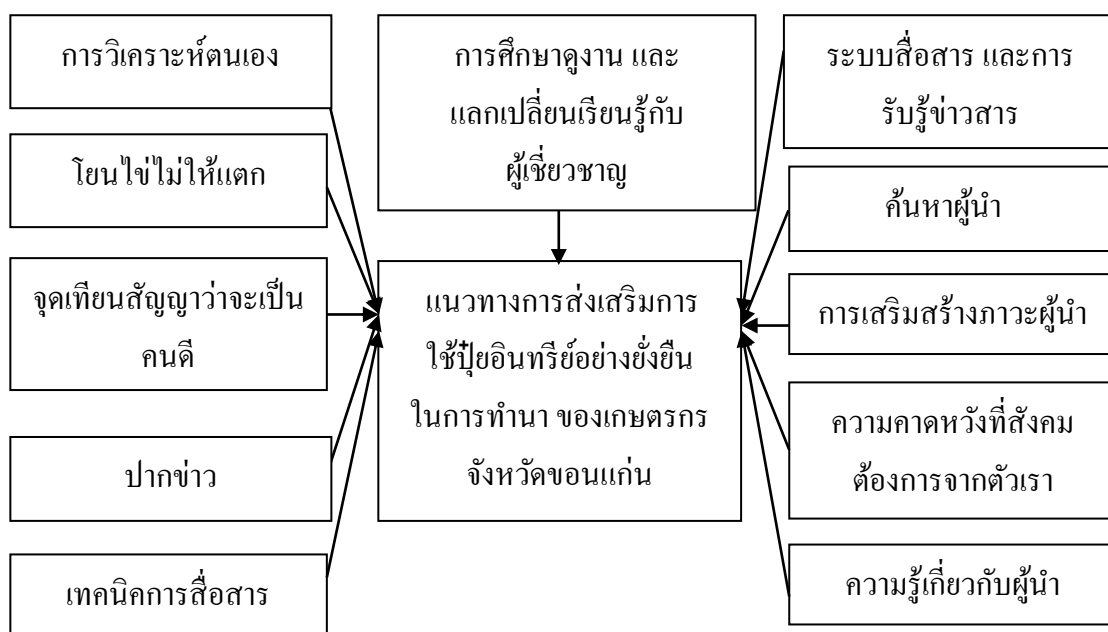 การวิเคราะห์ตนเอง
โยนไข่ไม่ให้แตก
จุดเทียนสัญญาว่าจะเป็น
คนดี
ปากข่าว
เทคนิคการสื่อสาร
การศึกษาดูงาน และ
แลกเปลี่ยนเรียนรู้กับ
ผู้เชี่ยวชาญ
แนวทางการส่งเสริมการ
ใช้ปุ๋ยอินทรีย์อย่างยั่งยืน
ในการทำนา ของเกษตรกร
จังหวัดขอนแก่น
ระบบสื่อสาร และการ
รับรู้ข่าวสาร
ค้นหาผู้นำ
การเสริมสร้างภาวะผู้นำ
ความคาดหวังที่สังคม
ต้องการจากตัวเรา
ความรู้เกี่ยวกับผู้นำ